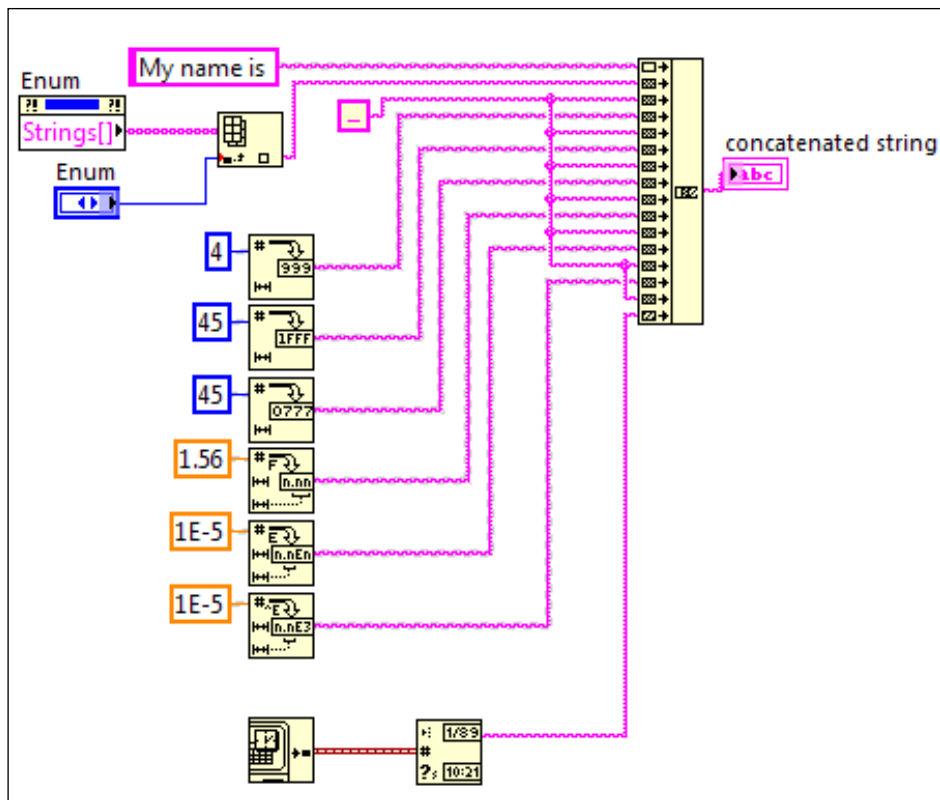 My name is
Enum
?! ?!
Strings[]
_
concatenated string
abc
Enum
4
# 999
45
# 1FFF
45
# 0777
1.56
# F
n.nn
1E-5
# E
n.nEn
1E-5
# ^E
n.nE3
1/89
#
?s 10:21